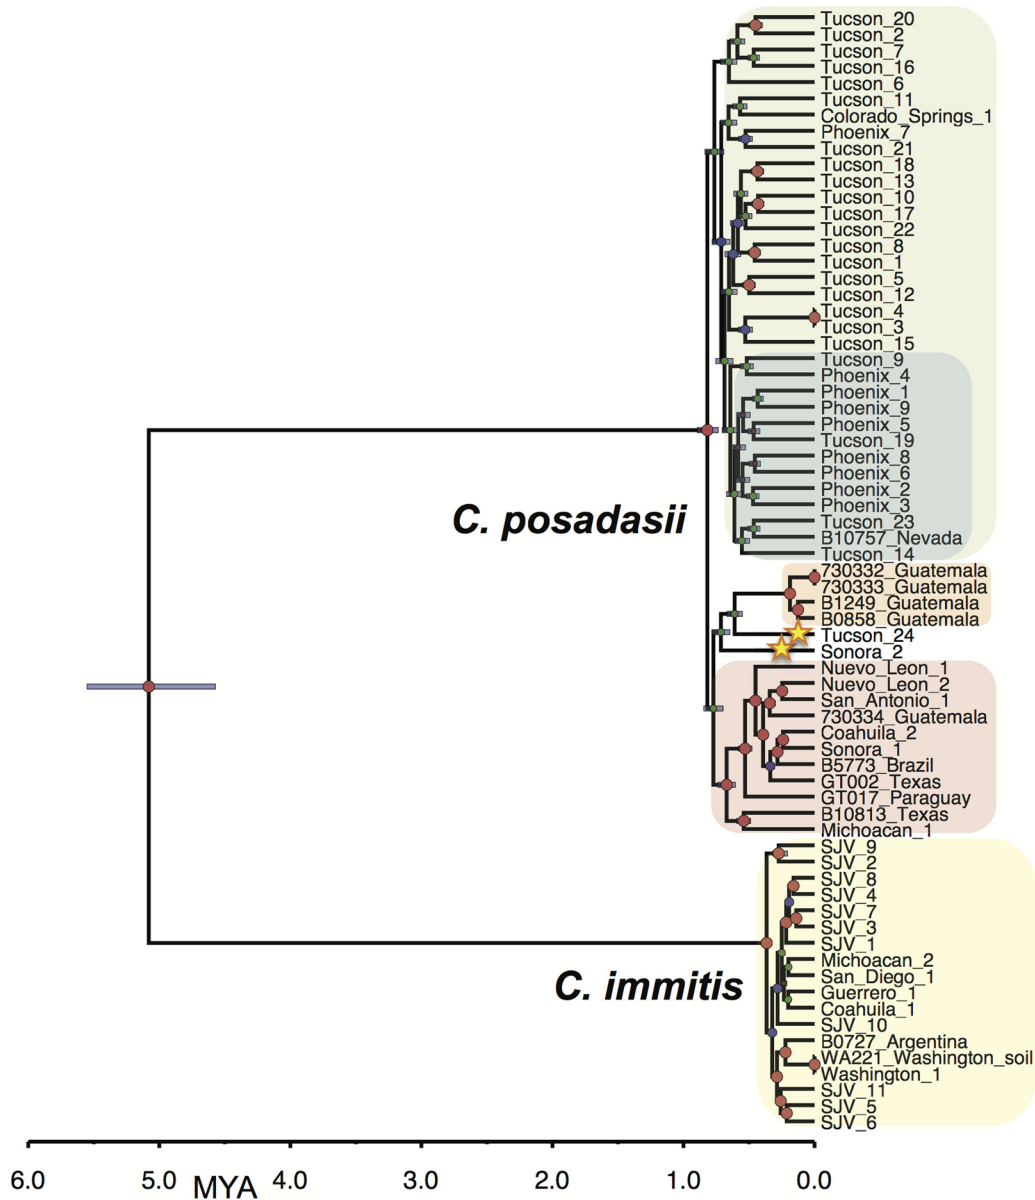 Tucson_20
Tucson_2
Tucson_7
Tucson_16
Tucson_6
Tucson_11
Colorado_Springs_1
Phoenix_7
Tucson_21
Tucson_18
Tucson_13
Tucson_10
Tucson_17
Tucson_22
Tucson_8
Tucson_1
Tucson_5
Tucson_12
Tucson_4
Tucson_3
Tucson_15
Tucson_9
Phoenix_4
Phoenix_1
Phoenix_9
Phoenix_5
Tucson_19
Phoenix_8
Phoenix_6
Phoenix_2
Phoenix_3
Tucson_23
B10757_Nevada
Tucson_14
C. posadasii
730332_Guatemala
730333_Guatemala
B1249_Guatemala
B0858_Guatemala
Tucson_24
Sonora_2
Nuevo_Leon_1
Nuevo_Leon_2
San_Antonio_1
730334_Guatemala
Coahuila_2
Sonora_1
B5773_Brazil
GT002_Texas
GT017_Paraguay
B10813_Texas
Michoacan_1
SJV_9
SJV_2
SJV_8
SJV_4
SJV_7
SJV_3
SJV_1
Michoacan_2
San_Diego_1
Guerrero_1
Coahuila_1
SJV_10
B0727_Argentina
WA221_Washington_soil
Washington_1
SJV_11
SJV_5
SJV_6
C. immitis
6.0 5.0 4.0 3.0 2.0 1.0 0.0
MYA